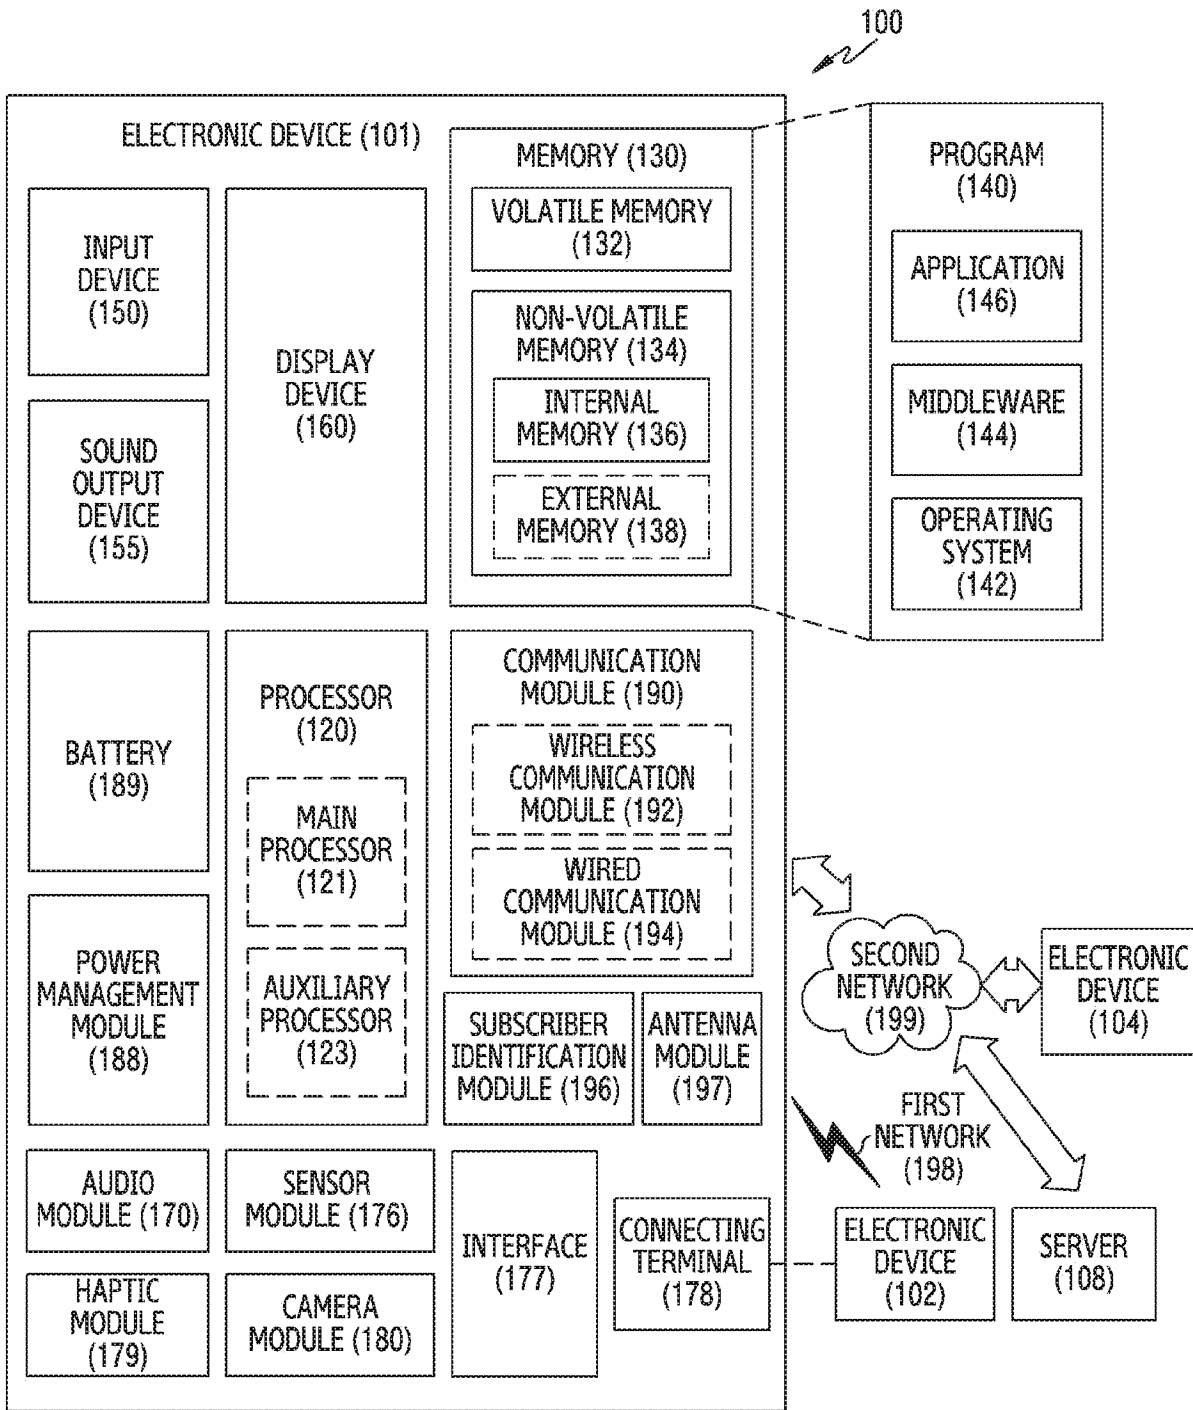 100
ELECTRONIC DEVICE (101)
INPUT
DEVICE
(150)
SOUND
OUTPUT
DEVICE
(155)
DISPLAY
DEVICE
(160)
MEMORY (130)
VOLATILE MEMORY
(132)
NON-VOLATILE
MEMORY (134)
INTERNAL
MEMORY (136)
EXTERNAL
MEMORY (138)
PROGRAM
(140)
APPLICATION
(146)
MIDDLEWARE
(144)
OPERATING
SYSTEM
(142)
BATTERY
(189)
POWER
MANAGEMENT
MODULE
(188)
PROCESSOR
(120)
MAIN
PROCESSOR
(121)
AUXILIARY
PROCESSOR
(123)
COMMUNICATION
MODULE (190)
WIRELESS
COMMUNICATION
MODULE (192)
WIRED
COMMUNICATION
MODULE (194)
SUBSCRIBER
IDENTIFICATION
MODULE (196)
ANTENNA
MODULE
(197)
SECOND
NETWORK
(199)
ELECTRONIC
DEVICE
(104)
FIRST
NETWORK
(198)
AUDIO
MODULE (170)
SENSOR
MODULE (176)
INTERFACE
(177)
CONNECTING
TERMINAL
(178)
ELECTRONIC
DEVICE
(102)
SERVER
(108)
HAPTIC
MODULE
(179)
CAMERA
MODULE (180)